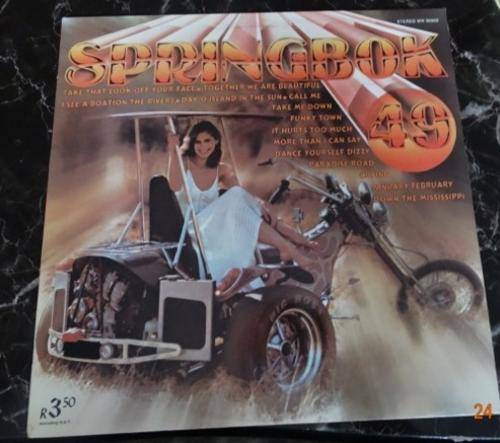 STEREO MR 90909
SPRINGBOK
49
TAKE THAT LOOK OFF YOUR FACE ★ TOGETHER WE ARE BEAUTIFUL
I SEE A BOAT ON THE RIVER ★ DAY O/ISLAND IN THE SUN ★ CALL ME
TAKE ME DOWN
FUNKY TOWN
IT HURTS TOO MUCH
MORE THAN I CAN SAY
DANCE YOURSELF DIZZY
PARADISE ROAD
JANUARY FEBRUARY
DOWN THE MISSISSIPPI
R3 50
24